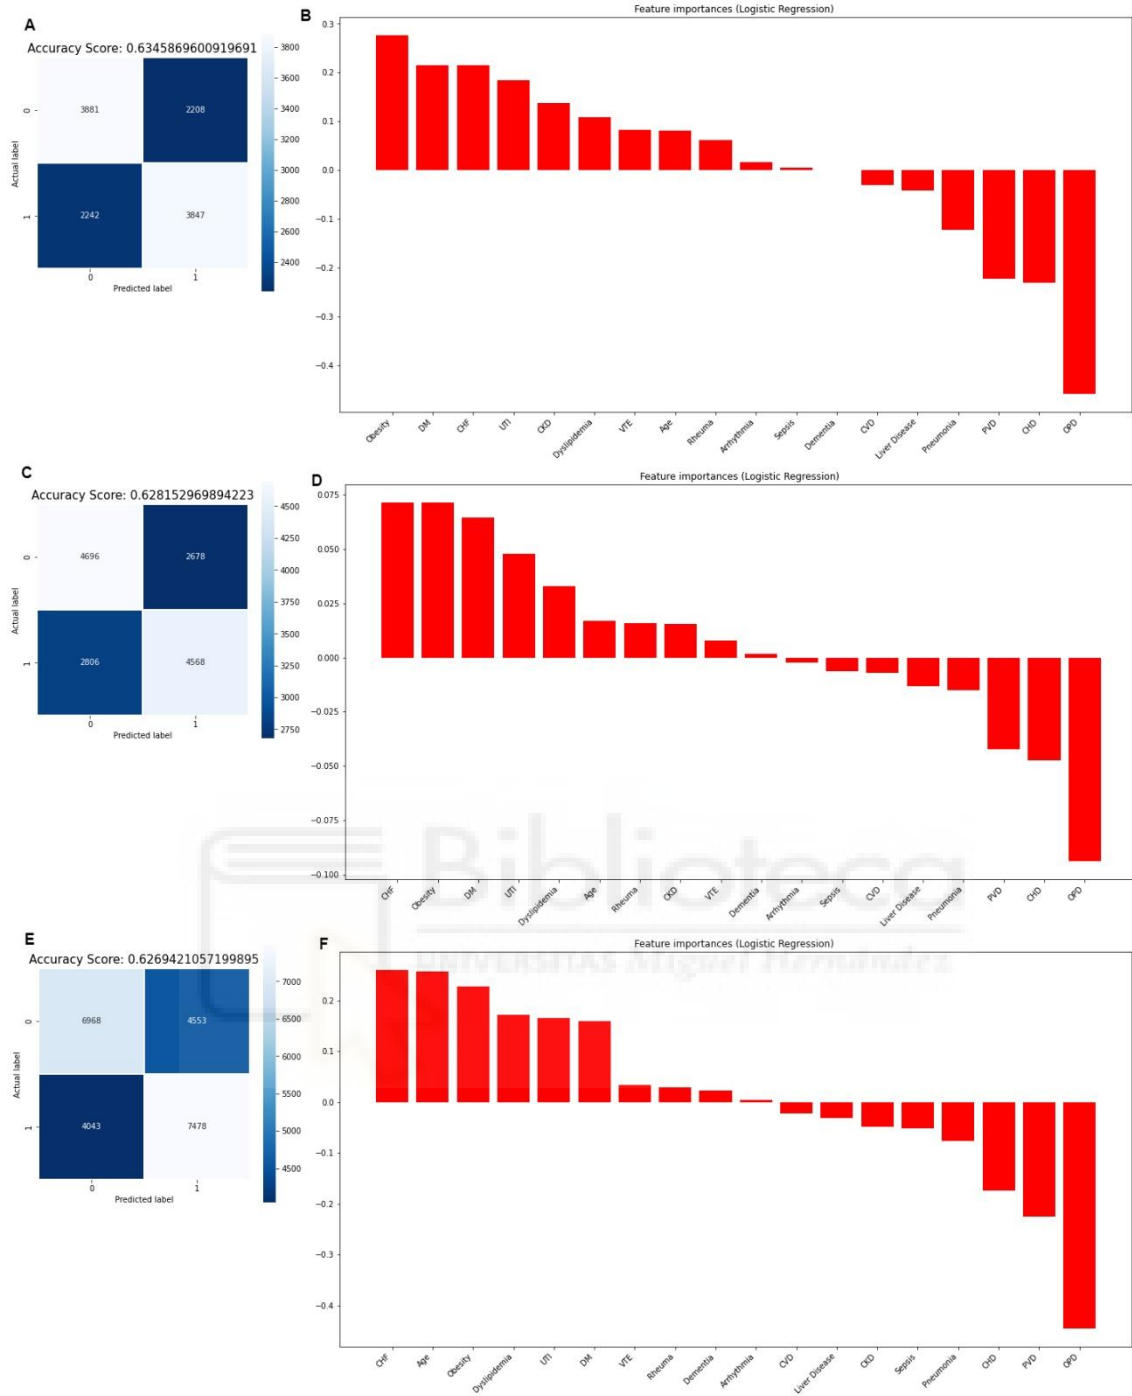 A
Accuracy Score: 0.6345869600919691
3881
2208
2242
3847
0
1
0
1
Actual label
Predicted label
3800
3600
3400
3200
3000
2800
2600
2400
B
Feature importances (Logistic Regression)
0.3
0.2
0.1
0.0
−0.1
−0.2
−0.3
−0.4
Obesity
DM
CHF
UTI
CKD
Dyslipidemia
VTE
Age
Rheuma
Arrhythmia
Sepsis
Dementia
CVD
Liver Disease
Pneumonia
PVD
CHD
OPD
C
Accuracy Score: 0.628152969894223
4696
2678
2806
4568
0
1
0
1
Actual label
Predicted label
4500
4250
4000
3750
3500
3250
3000
2750
D
Feature importances (Logistic Regression)
0.075
0.050
0.025
0.000
−0.025
−0.050
−0.075
−0.100
CHF
Obesity
DM
UTI
Dyslipidemia
Age
Rheuma
CKD
VTE
Dementia
Arrhythmia
Sepsis
CVD
Liver Disease
Pneumonia
PVD
CHD
OPD
Biblioteca
UNIVERSITAS Miguel Hernández
E
Accuracy Score: 0.6269421057199895
6968
4553
4043
7478
0
1
0
1
Actual label
Predicted label
7000
6500
6000
5500
5000
4500
F
Feature importances (Logistic Regression)
0.2
0.1
0.0
−0.1
−0.2
−0.3
−0.4
CHF
Age
Obesity
Dyslipidemia
UTI
DM
VTE
Rheuma
Dementia
Arrhythmia
CVD
Liver Disease
CKD
Sepsis
Pneumonia
CHD
PVD
OPD